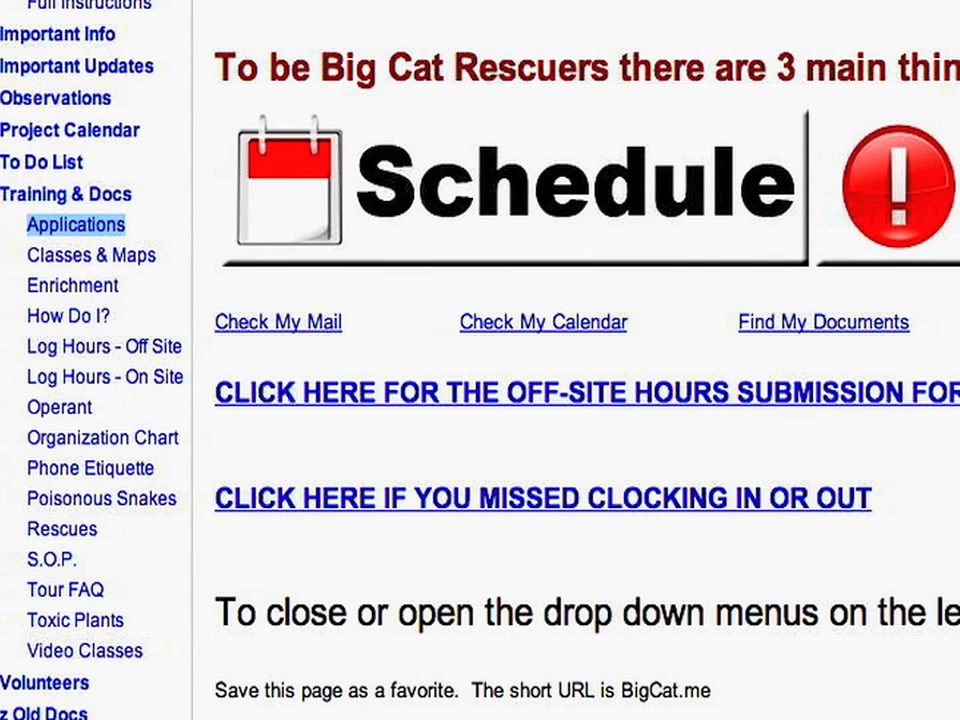 Full Instructions
Important Info
Important Updates
Observations
Project Calendar
To Do List
Training & Docs
Applications
Classes & Maps
Enrichment
How Do I?
Log Hours - Off Site
Log Hours - On Site
Operant
Organization Chart
Phone Etiquette
Poisonous Snakes
Rescues
S.O.P.
Tour FAQ
Toxic Plants
Video Classes
Volunteers
z Old Docs
To be Big Cat Rescuers there are 3 main thin
Schedule
!
Check My Mail Check My Calendar Find My Documents
CLICK HERE FOR THE OFF-SITE HOURS SUBMISSION FOR
CLICK HERE IF YOU MISSED CLOCKING IN OR OUT
To close or open the drop down menus on the le
Save this page as a favorite. The short URL is BigCat.me